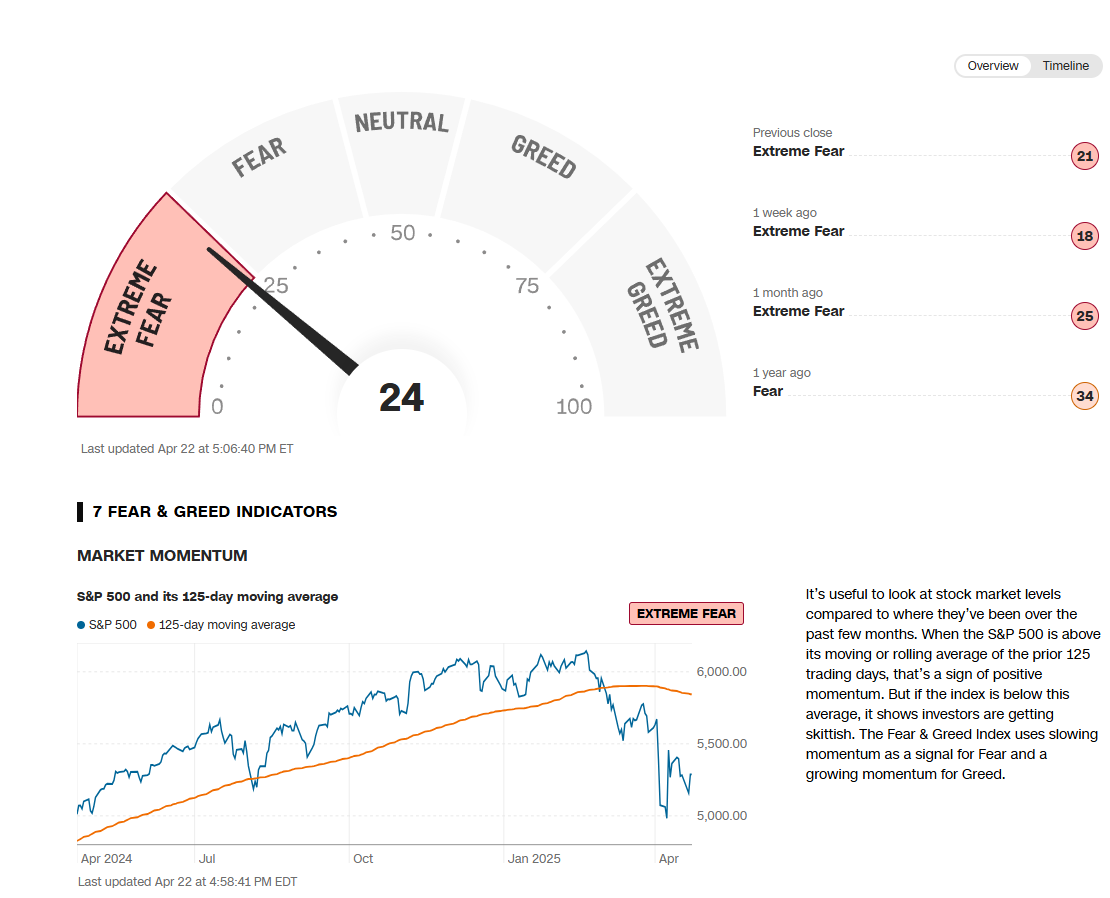 Overview
Timeline
EXTREME
FEAR
FEAR
NEUTRAL
GREED
EXTREME
GREED
0
25
50
75
100
24
Last updated Apr 22 at 5:06:40 PM ET
Previous close
Extreme Fear
21
1 week ago
Extreme Fear
18
1 month ago
Extreme Fear
25
1 year ago
Fear
34
7 FEAR & GREED INDICATORS
MARKET MOMENTUM
S&P 500 and its 125-day moving average
S&P 500
125-day moving average
EXTREME FEAR
6,000.00
5,500.00
5,000.00
Apr 2024
Jul
Oct
Jan 2025
Apr
Last updated Apr 22 at 4:58:41 PM EDT
It's useful to look at stock market levels
compared to where they've been over the
past few months. When the S&P 500 is above
its moving or rolling average of the prior 125
trading days, that's a sign of positive
momentum. But if the index is below this
average, it shows investors are getting
skittish. The Fear & Greed Index uses slowing
momentum as a signal for Fear and a
growing momentum for Greed.